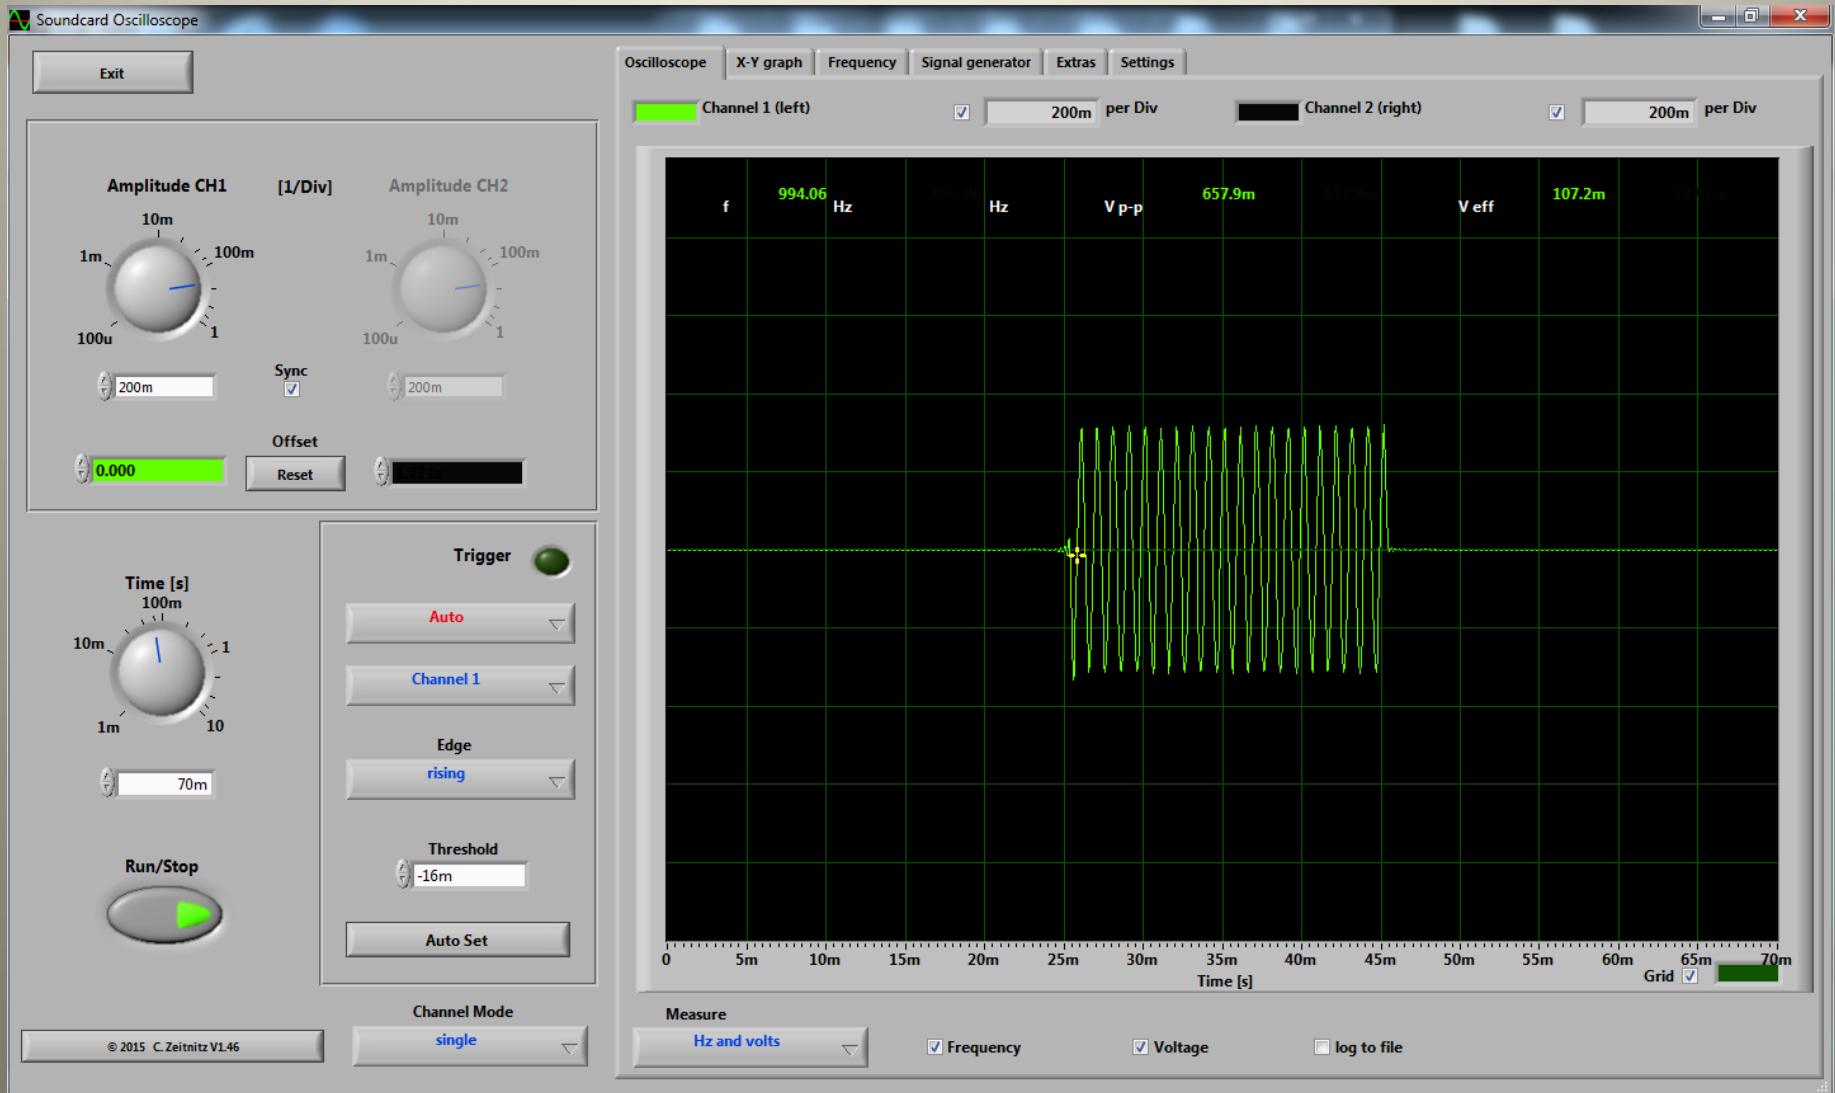 Soundcard Oscilloscope
Exit
Oscilloscope X-Y graph Frequency Signal generator Extras Settings
Channel 1 (left) 200m per Div Channel 2 (right) 200m per Div
Amplitude CH1 [1/Div] Amplitude CH2
10m 10m
1m 100m 1m 100m
100u 1 100u 1
Sync
200m 200m
Offset
0.000 Reset
f 994.06 Hz 994.06 Hz V p-p 657.9m 657.8m V eff 107.2m
Trigger
Time [s]
100m
10m 1
1m 10
70m
Auto
Channel 1
Edge
rising
Threshold
-16m
Run/Stop
Auto Set
0 5m 10m 15m 20m 25m 30m 35m 40m 45m 50m 55m 60m 65m 70m
Time [s]
Grid
Channel Mode
single
© 2015 C. Zeitnitz V1.46
Measure
Hz and volts Frequency Voltage log to file